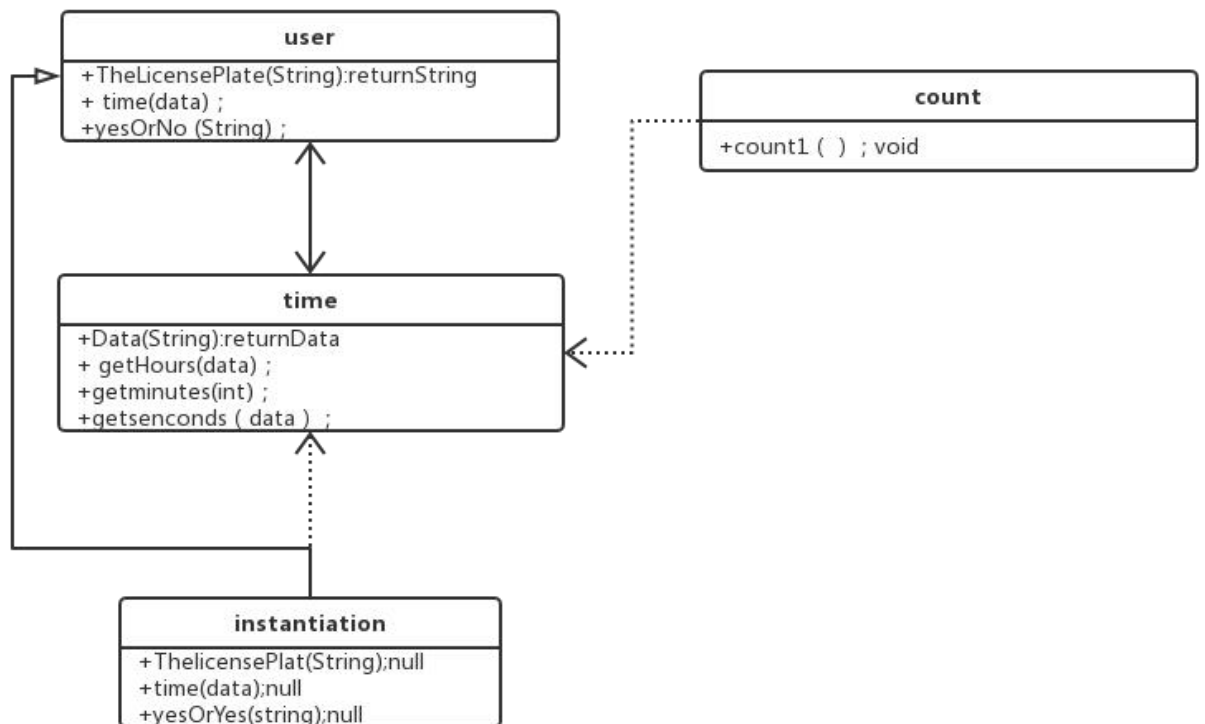 user
+TheLicensePlate(String):returnString
+ time(data) ;
+yesOrNo (String) ;
count
+count1 (  )  ; void
time
+Data(String):returnData
+ getHours(data) ;
+getminutes(int) ;
+getsenconds ( data )  ;
instantiation
+ThelicensePlat(String);null
+time(data);null
+yesOrYes(string);null